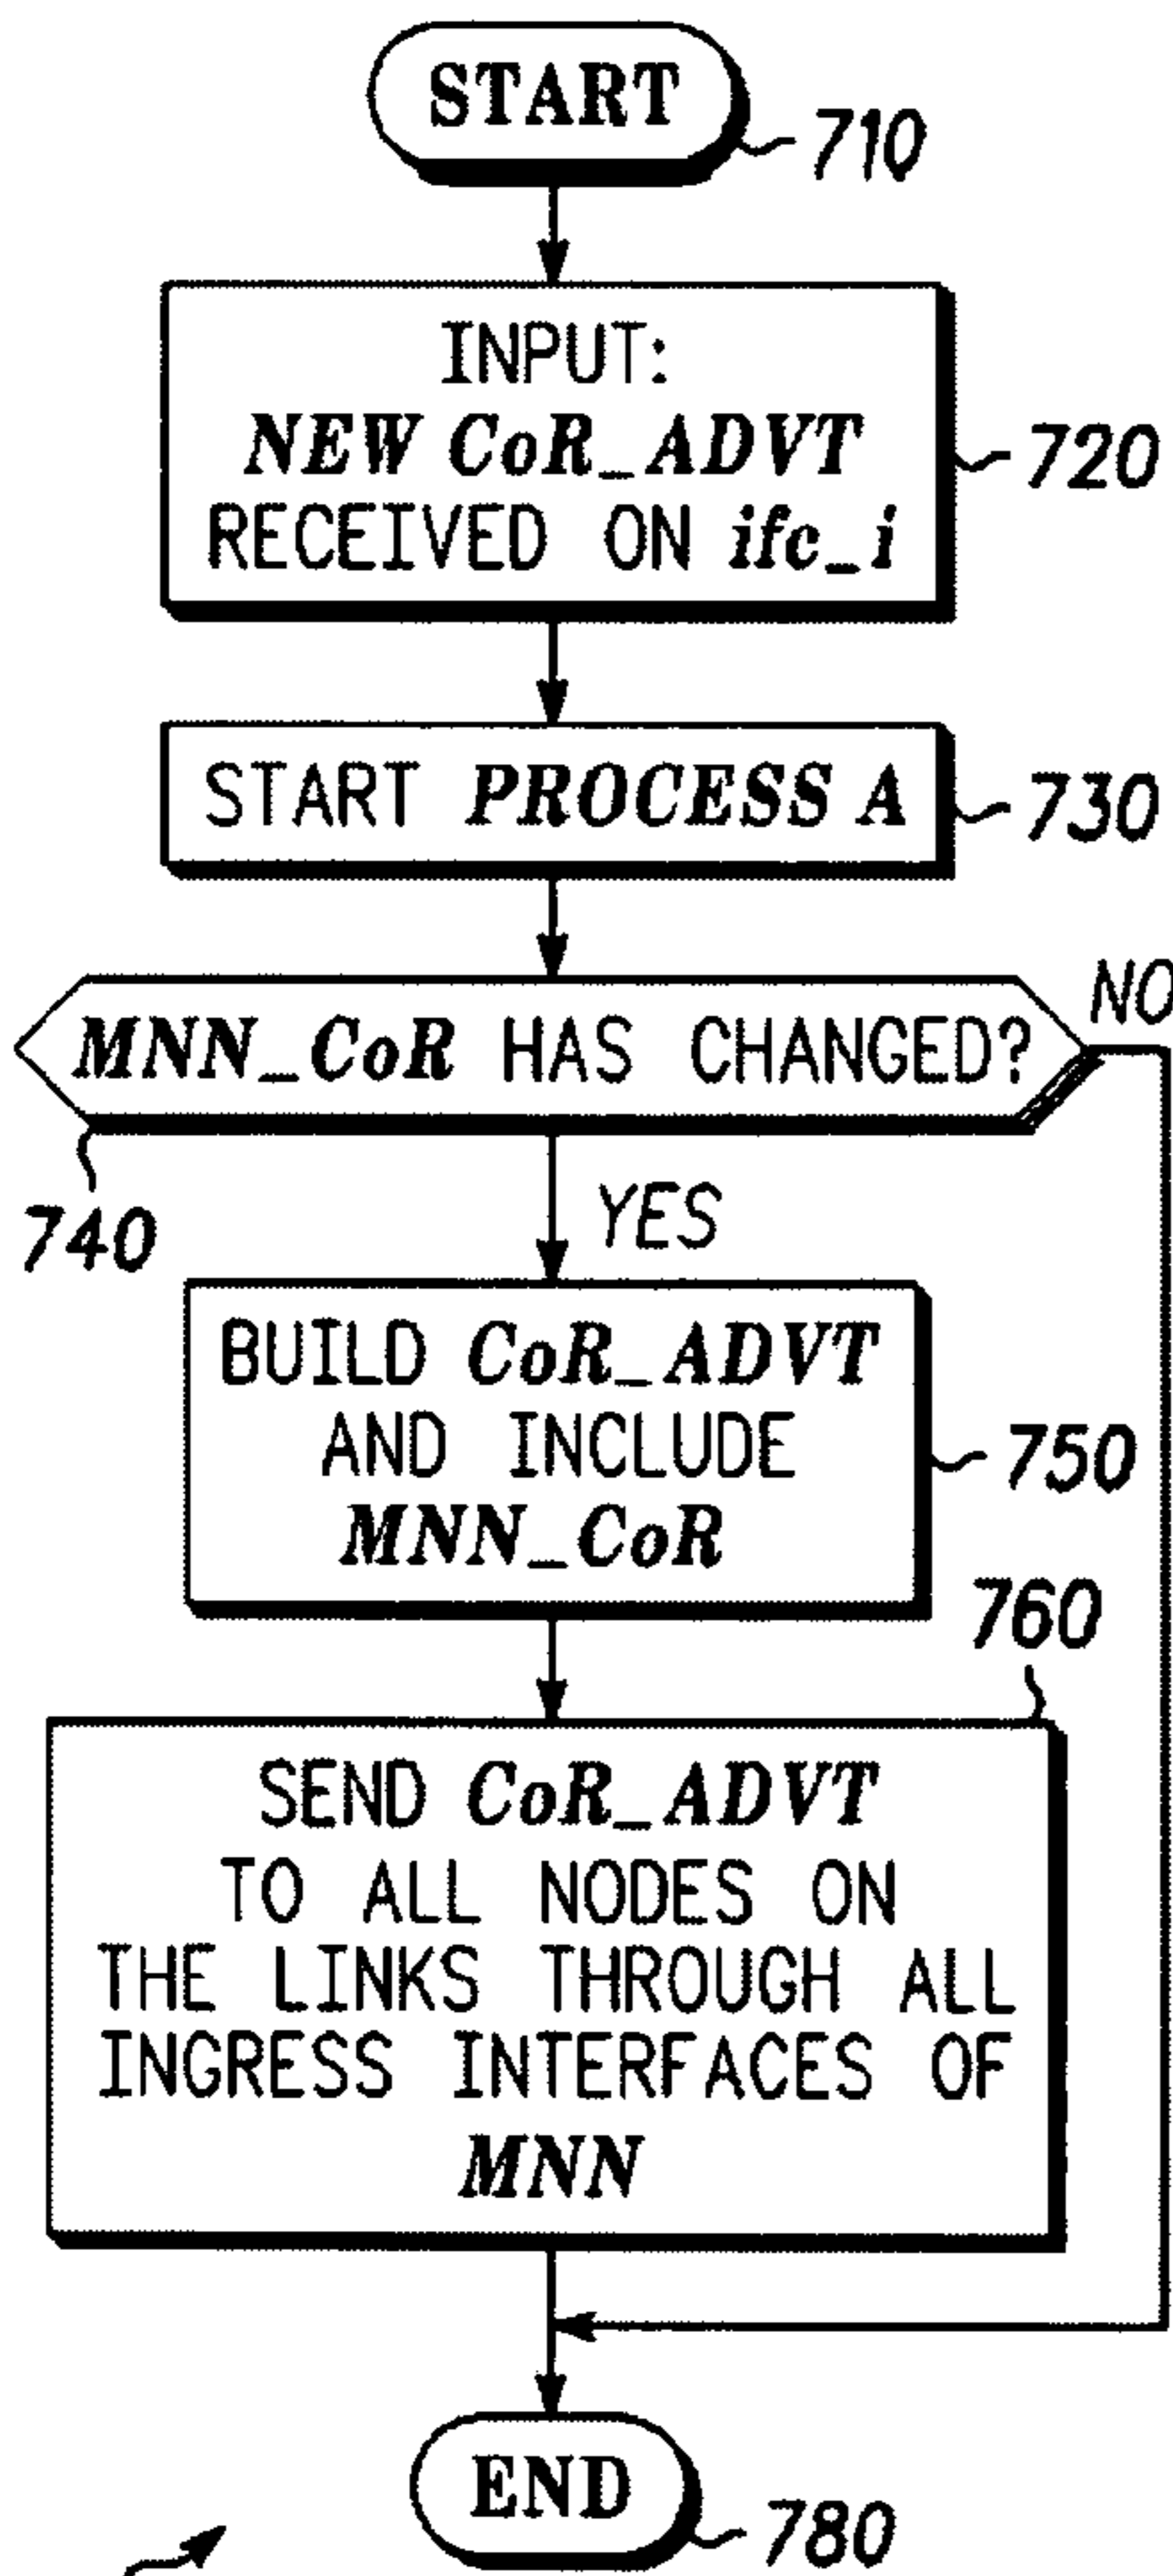 START
710
INPUT:
NEW CoR_ADVT
RECEIVED ON ifc_i
720
START PROCESS A
730
MNN_CoR HAS CHANGED?
NO
740
YES
BUILD CoR_ADVT
AND INCLUDE
MNN_CoR
750
760
SEND CoR_ADVT
TO ALL NODES ON
THE LINKS THROUGH ALL
INGRESS INTERFACES OF
MNN
END
780